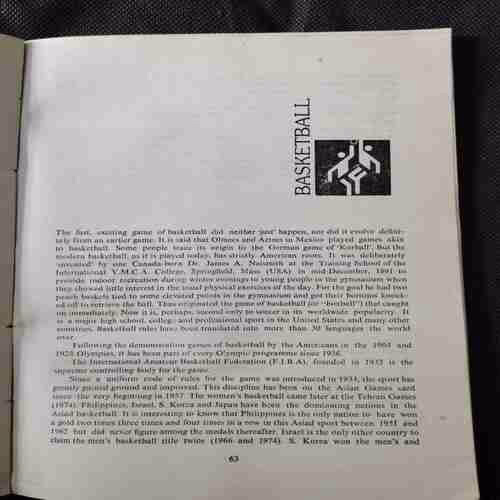 BASKETBALL
The fast, exciting game of basketball did neither 'just' happen, nor did it evolve definitely from an earlier game. It is said that Olmecs and Aztecs in Mexico played games akin
to basketball. Some people trace its origin to the German game of 'Korball'. But the
modern basketball, as it is played today, has strictly American roots. It was deliberately
'invented' by one Canada-born Dr. James A. Naismith at the Training School of the
International Y.M.C.A. College, Springfield, Mass (USA) in mid-December, 1891 to
provide indoor recreation during winter evenings to young people in the gymnasium when
they showed little interest in the usual physical exercises of the day. For the goal he had two
peach baskets tied to some elevated points in the gymnasium and got their bottoms knocked
off to retrieve the ball. Thus originated the game of basketball (or "boxball") that caught
on immediately. Now it is, perhaps, second only to soccer in its worldwide popularity. It
is a major high school, college and professional sport in the United States and many other
countries. Basketball rules have been translated into more than 30 languages the world
over.
Following the demonstration games of basketball by the Americans in the 1904 and
1928 Olympics, it has been part of every Olympic programme since 1936.
The International Amateur Basketball Federation (F.I.B.A), founded in 1932 is the
supreme controlling body for the game.
Since a uniform code of rules for the game was introduced in 1934, the sport has
gently gained ground and improved. This discipline has been on the Asian Games card
since the very beginning in 1951. The women's basketball came later at the Tehran Games
(1974). Philippines, Israel, S. Korea and Japan have been the dominating nations in the
Asiad basketball. It is interesting to know that Philippines is the only nation to have won
a gold two times three times and four times in a row in this Asiad sport between 1951 and
1962 but did never figure among the medals thereafter. Israel is the only other country to
claim the men's basketball title twice (1966 and 1974). S. Korea won the men's and
63